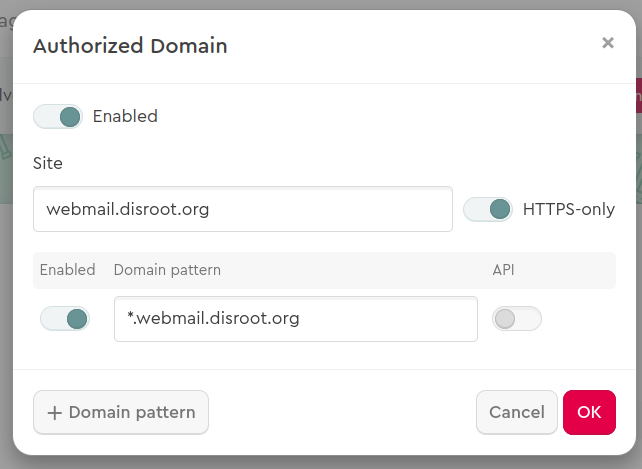 Authorized Domain
×
Enabled
Site
webmail.disroot.org
HTTPS-only
Enabled Domain pattern API
*.webmail.disroot.org
+ Domain pattern Cancel OK